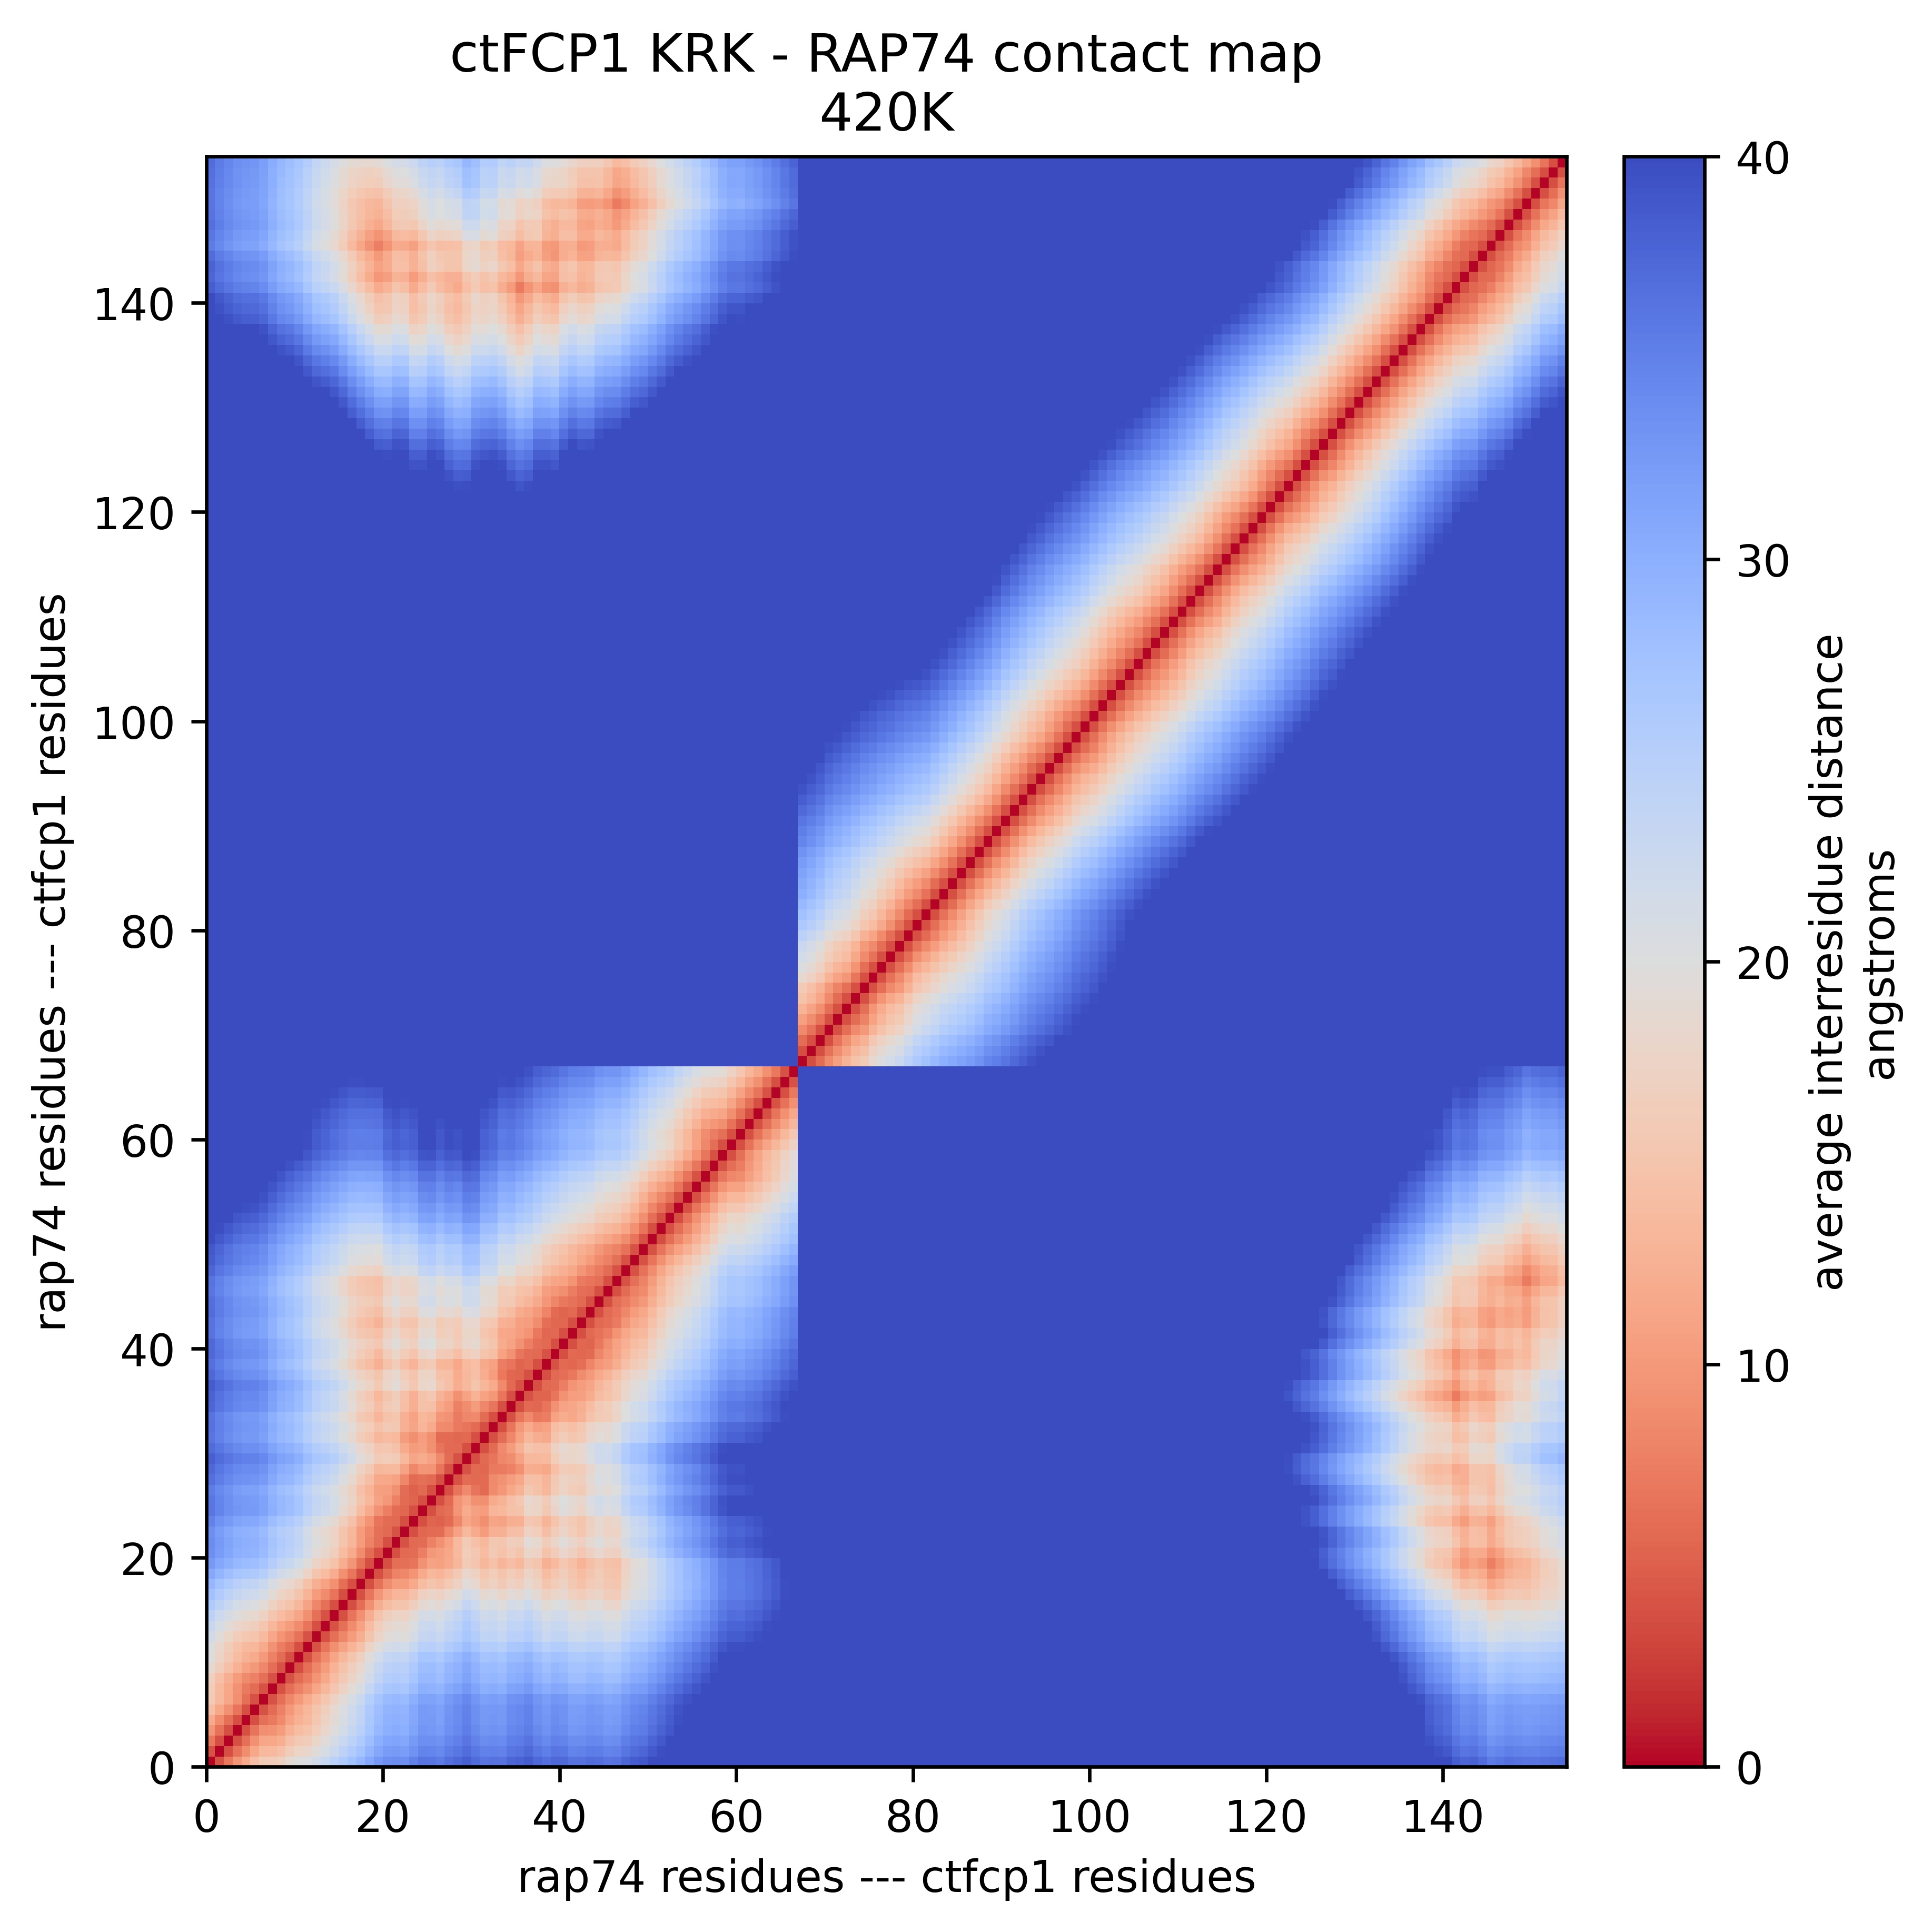 ctFCP1 KRK - RAP74 contact map
420K
rap74 residues --- ctfcp1 residues
140
120
100
80
60
40
20
0
0 20 40 60 80 100 120 140
rap74 residues --- ctfcp1 residues
40
30
20
10
0
average interresidue distance
angstroms